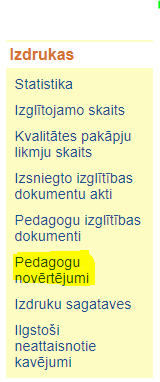 Izdrukas
Statistika
Izglītojamo skaits
Kvalitātes pakāpju
likmju skaits
Izsniegto izglītības
dokumentu akti
Pedagogu izglītības
dokumenti
Pedagogu
novērtējumi
Izdruku sagataves
Ilgstoši
neattaisnotie
kavējumi